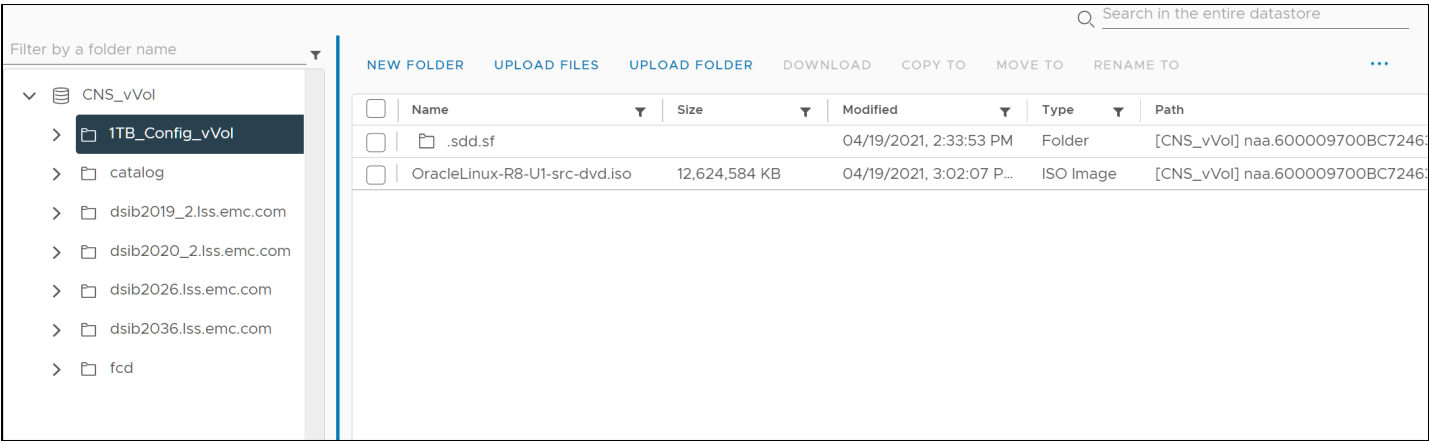 Search in the entire datastore
Filter by a folder name
CNS_vVol
1TB_Config_vVol
catalog
dsib2019_2.lss.emc.com
dsib2020_2.lss.emc.com
dsib2026.lss.emc.com
dsib2036.lss.emc.com
fcd
NEW FOLDER UPLOAD FILES UPLOAD FOLDER DOWNLOAD COPY TO MOVE TO RENAME TO ...
Name Size Modified Type Path
.sdd.sf 04/19/2021, 2:33:53 PM Folder [CNS_vVol] naa.600009700BC72463
OracleLinux-R8-U1-src-dvd.iso 12,624,584 KB 04/19/2021, 3:02:07 P... ISO Image [CNS_vVol] naa.600009700BC72463